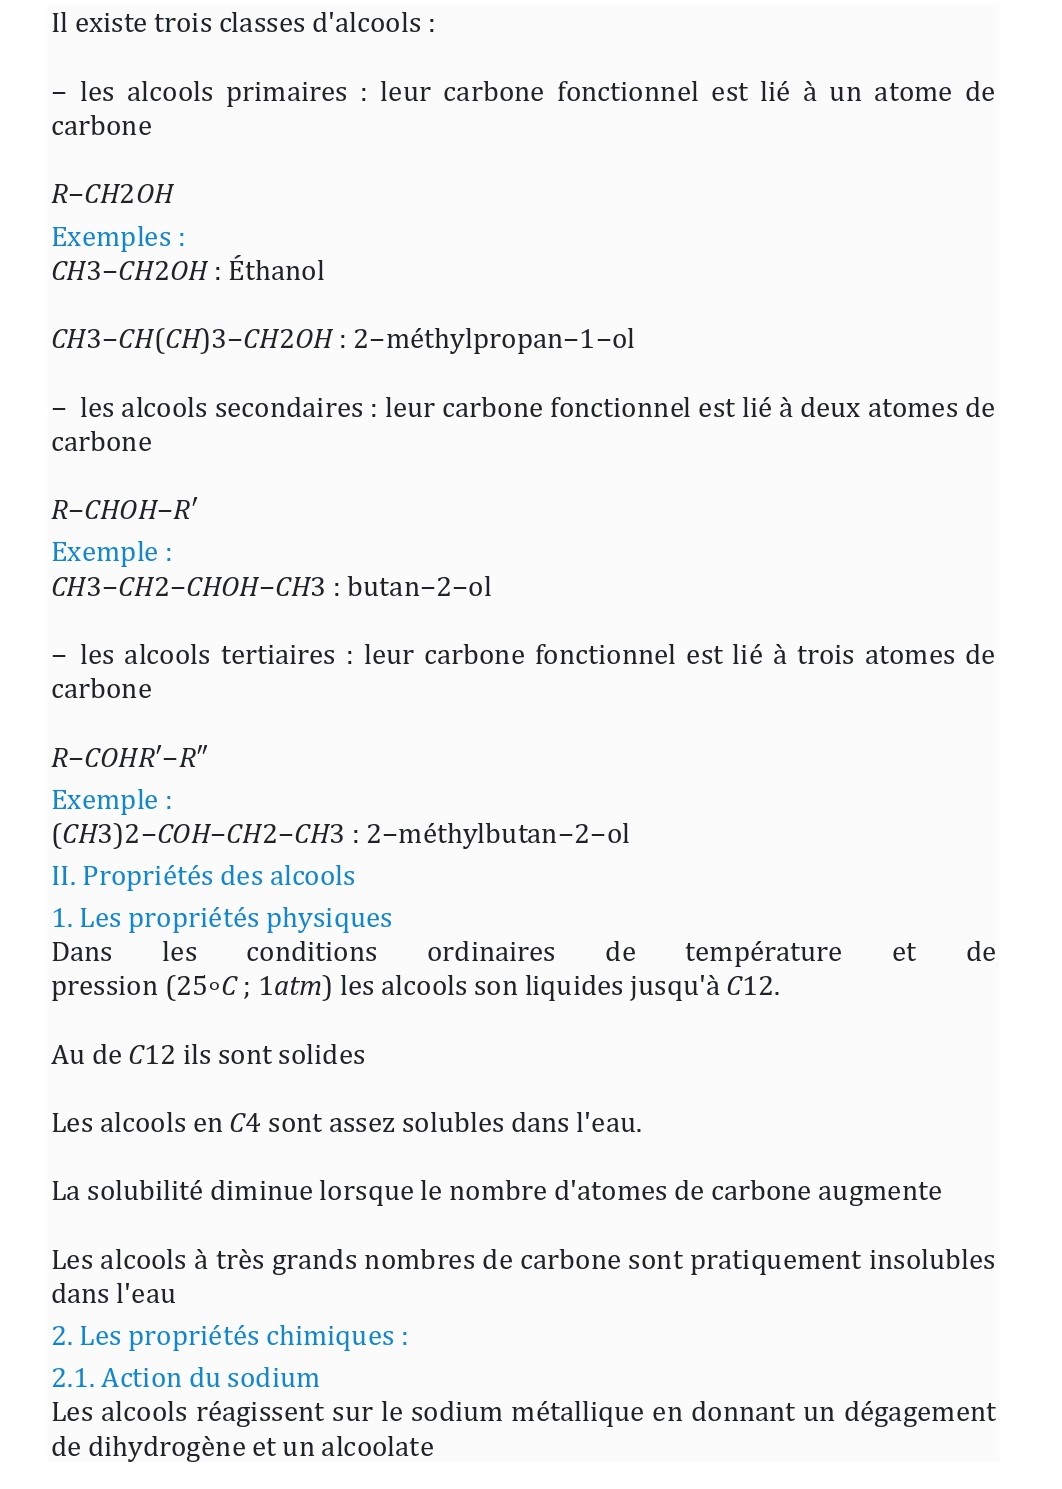 Il existe trois classes d'alcools :
− les alcools primaires : leur carbone fonctionnel est lié à un atome de
carbone
R−CH2OH
Exemples :
CH3−CH2OH : Éthanol
CH3−CH(CH)3−CH2OH : 2−méthylpropan−1−ol
− les alcools secondaires : leur carbone fonctionnel est lié à deux atomes de
carbone
R−CHOH−R′
Exemple :
CH3−CH2−CHOH−CH3 : butan−2−ol
− les alcools tertiaires : leur carbone fonctionnel est lié à trois atomes de
carbone
R−COHR′−R″
Exemple :
(CH3)2−COH−CH2−CH3 : 2−méthylbutan−2−ol
II. Propriétés des alcools
1. Les propriétés physiques
Dans les conditions ordinaires de température et de
pression (25∘C ; 1atm) les alcools son liquides jusqu'à C12.
Au de C12 ils sont solides
Les alcools en C4 sont assez solubles dans l'eau.
La solubilité diminue lorsque le nombre d'atomes de carbone augmente
Les alcools à très grands nombres de carbone sont pratiquement insolubles
dans l'eau
2. Les propriétés chimiques :
2.1. Action du sodium
Les alcools réagissent sur le sodium métallique en donnant un dégagement
de dihydrogène et un alcoolate